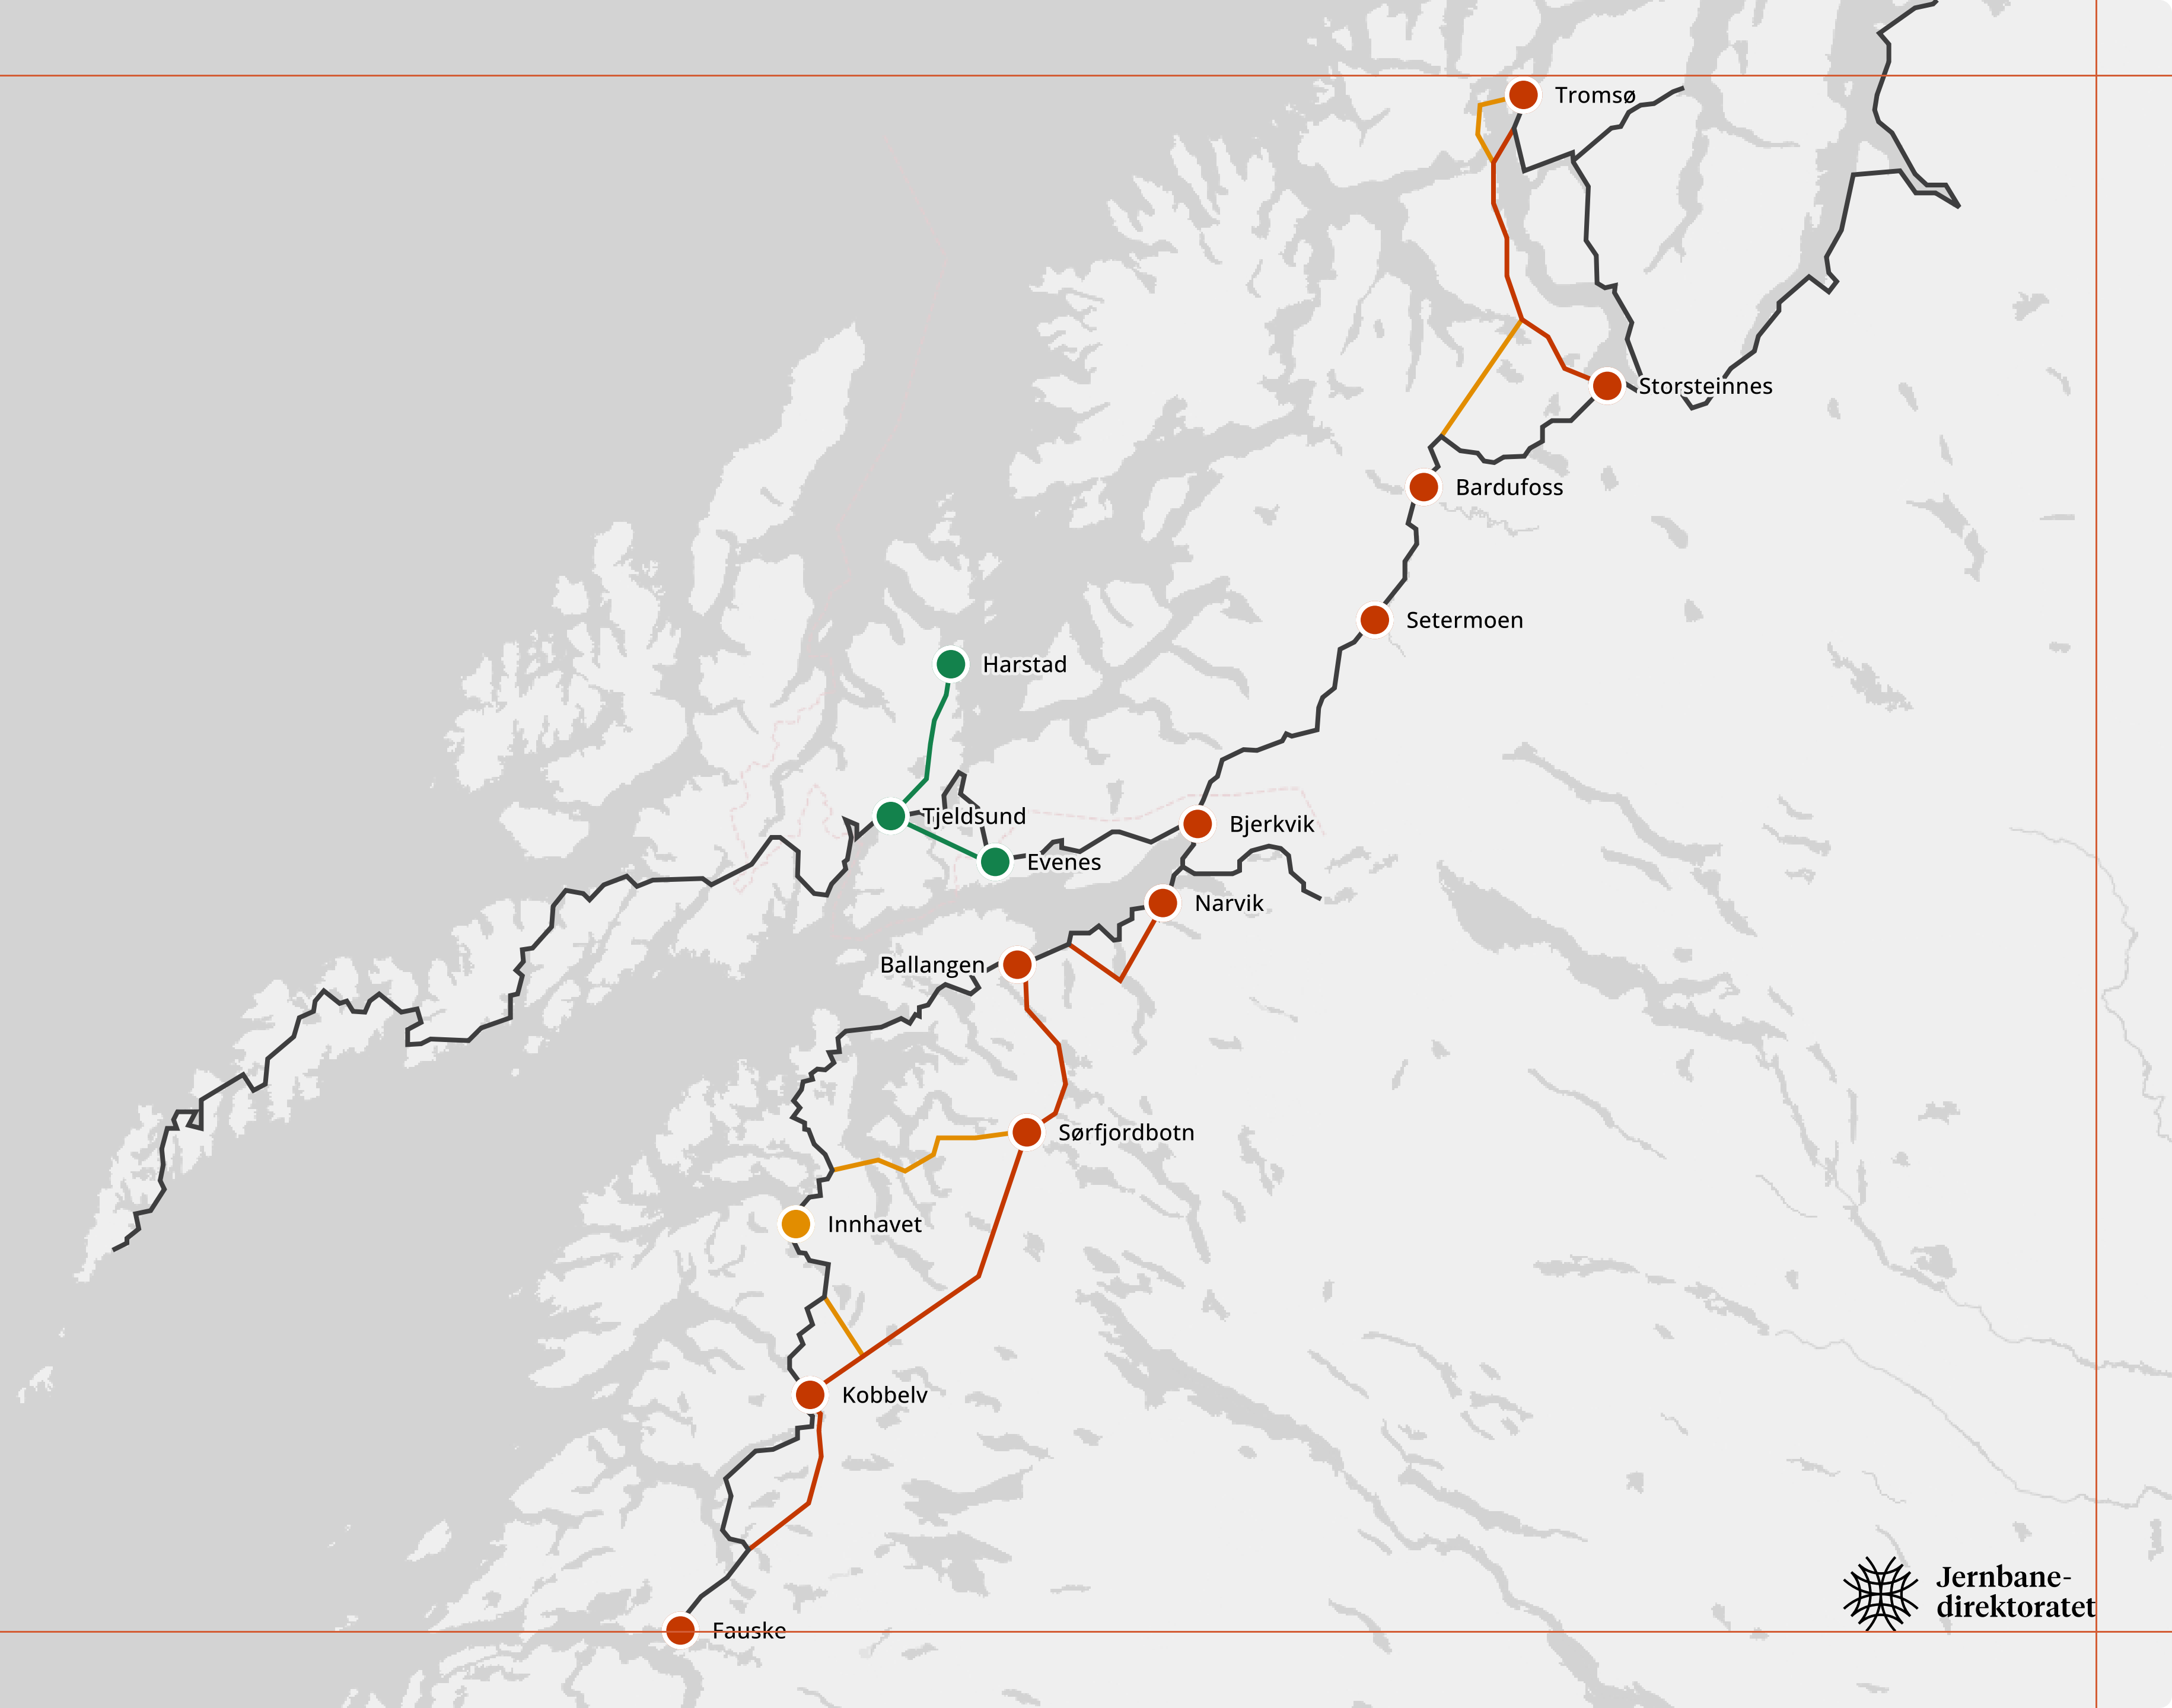 Tromsø
Storsteinnes
Bardufoss
Setermoen
Harstad
Tjeldsund
Bjerkvik
Evenes
Narvik
Ballangen
Sørfjordbotn
Innhavet
Kobbelv
Fauske
Jernbane-
direktoratet